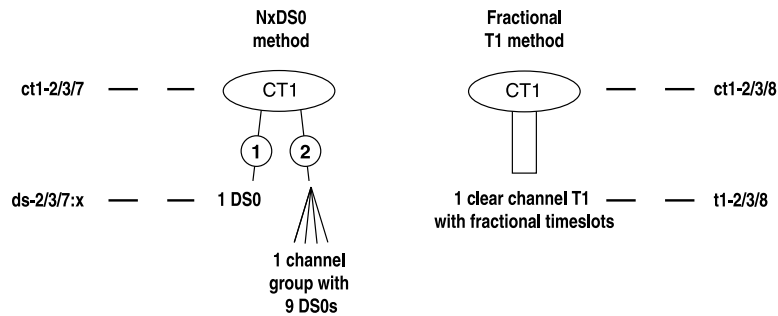 NxDS0
method
Fractional
T1 method
ct1-2/3/7
CT1
CT1
ct1-2/3/8
1
2
ds-2/3/7:x
1 DS0
1 clear channel T1
with fractional timeslots
t1-2/3/8
1 channel
group with
9 DS0s